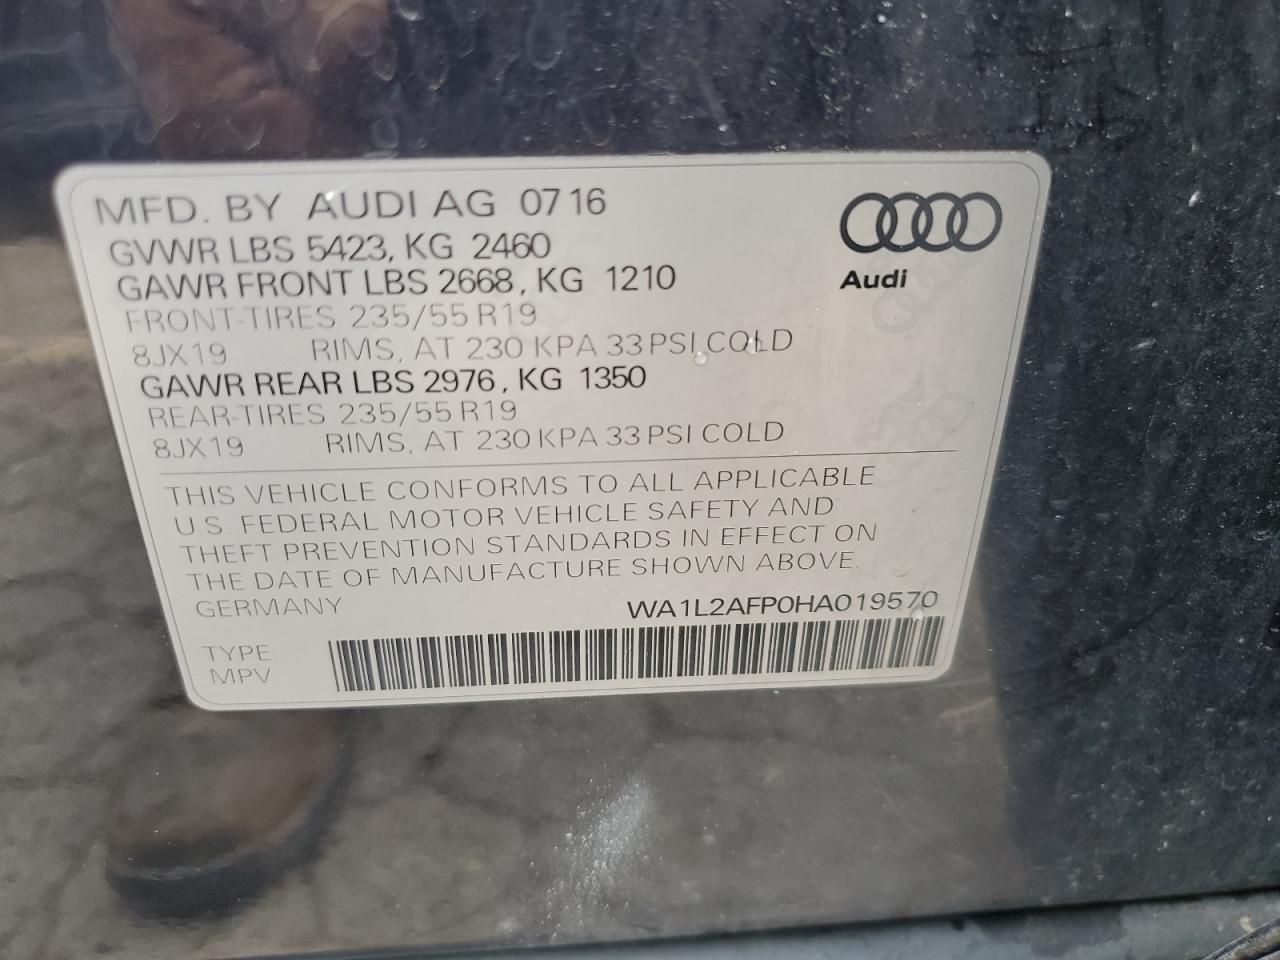 MFD. BY AUDI AG 07 16
GVWR LBS 5423, KG 2460
GAWR FRONT LBS 2668, KG 1210
FRONT-TIRES 235/55 R19
8JX19 RIMS, AT 230 KPA 33 PSI COLD
GAWR REAR LBS 2976, KG 1350
REAR-TIRES 235/55 R19
8JX19 RIMS, AT 230 KPA 33 PSI COLD
Audi
THIS VEHICLE CONFORMS TO ALL APPLICABLE
U.S. FEDERAL MOTOR VEHICLE SAFETY AND
THEFT PREVENTION STANDARDS IN EFFECT ON
THE DATE OF MANUFACTURE SHOWN ABOVE.
GERMANY WA1L2AFP0HA019570
TYPE:
MPV